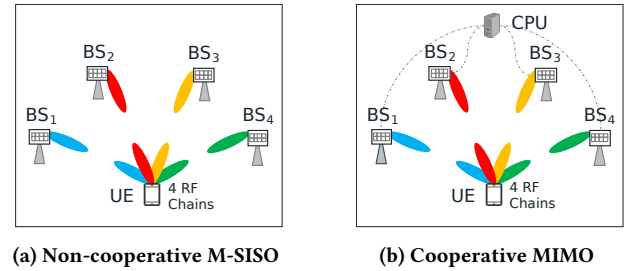 BS2
BS3
BS1
BS4
UE
4 RF
Chains
(a) Non-cooperative M-SISO
CPU
BS2
BS3
BS1
BS4
UE
4 RF
Chains
(b) Cooperative MIMO